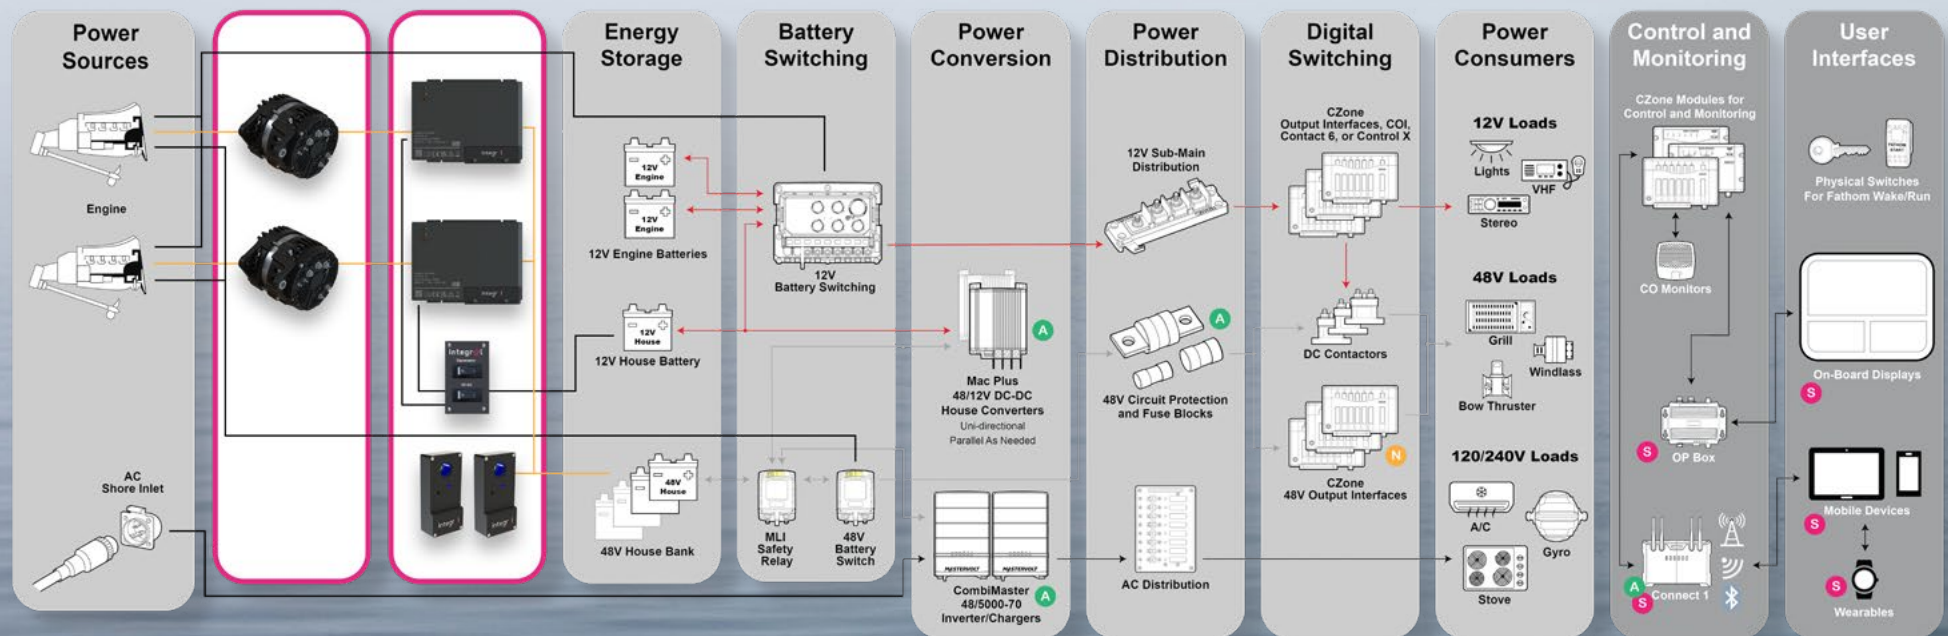 Power
Sources
Engine
AC
Shore Inlet
integrel
integrel
integrel
integrel
integrel
Energy
Storage
12V
Engine
12V
Engine
12V Engine Batteries
12V
House
12V House Battery
48V
House
48V House Bank
Battery
Switching
12V
Battery Switching
MLI
Safety
Relay
48V
Battery
Switch
Power
Conversion
A
Mac Plus
48/12V DC-DC
House Converters
Uni-directional
Parallel As Needed
MASTERVOLT
MASTERVOLT
CombiMaster
48/5000-70
Inverter/Chargers
A
Power
Distribution
12V Sub-Main
Distribution
A
48V Circuit Protection
and Fuse Blocks
AC Distribution
Digital
Switching
CZone
Output Interfaces, COI,
Contact 6, or Control X
DC Contactors
N
CZone
48V Output Interfaces
Power
Consumers
12V Loads
Lights
VHF
Stereo
48V Loads
Grill
Windlass
Bow Thruster
120/240V Loads
A/C
Gyro
Stove
Control and
Monitoring
CZone Modules for
Control and Monitoring
CO Monitors
S
OP Box
A
S
Connect 1
User
Interfaces
Physical Switches
For Fathom Wake/Run
On-Board Displays
S
Mobile Devices
S
S
Wearables